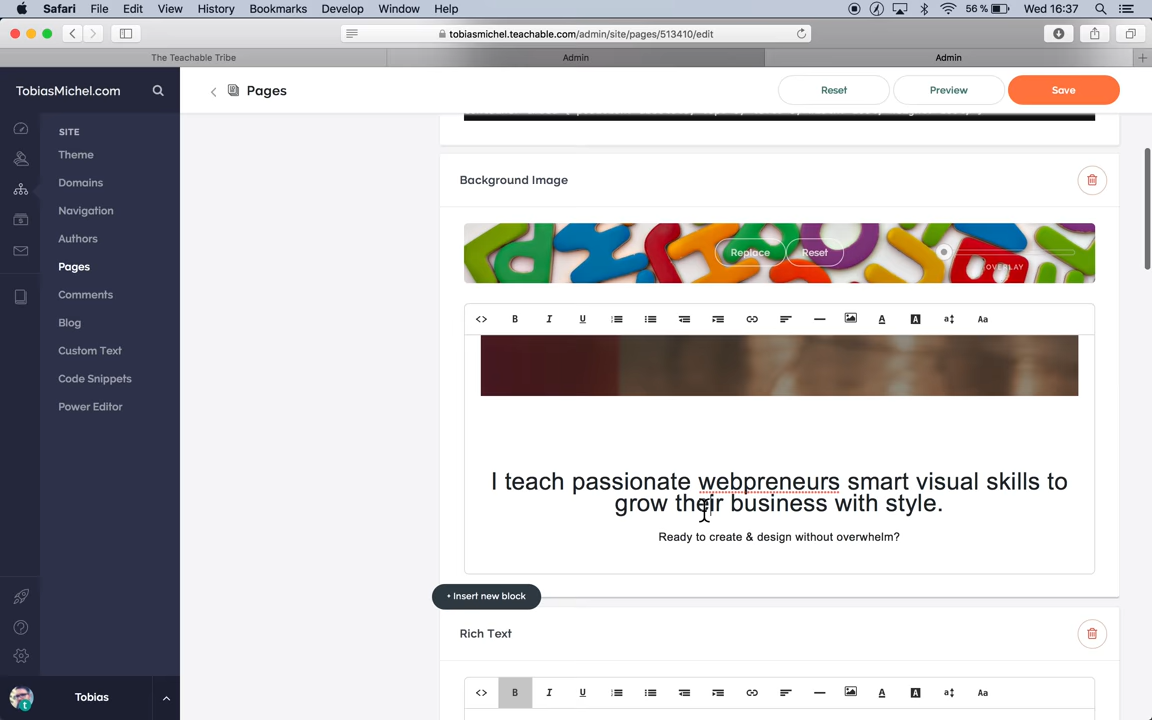 Safari File Edit View History Bookmarks Develop Window Help 56 % Wed 16:37
tobiasmichel.teachable.com/admin/site/pages/513410/edit
The Teachable Tribe Admin Admin
TobiasMichel.com
Pages
Reset Preview Save
SITE
Theme
Domains
Navigation
Authors
Pages
Comments
Blog
Custom Text
Code Snippets
Power Editor
Tobias
Background Image
Replace Reset
OVERLAY
<> B I U A A Aa
I teach passionate webpreneurs smart visual skills to
grow their business with style.
Ready to create & design without overwhelm?
+ Insert new block
Rich Text
<> B I U A A Aa